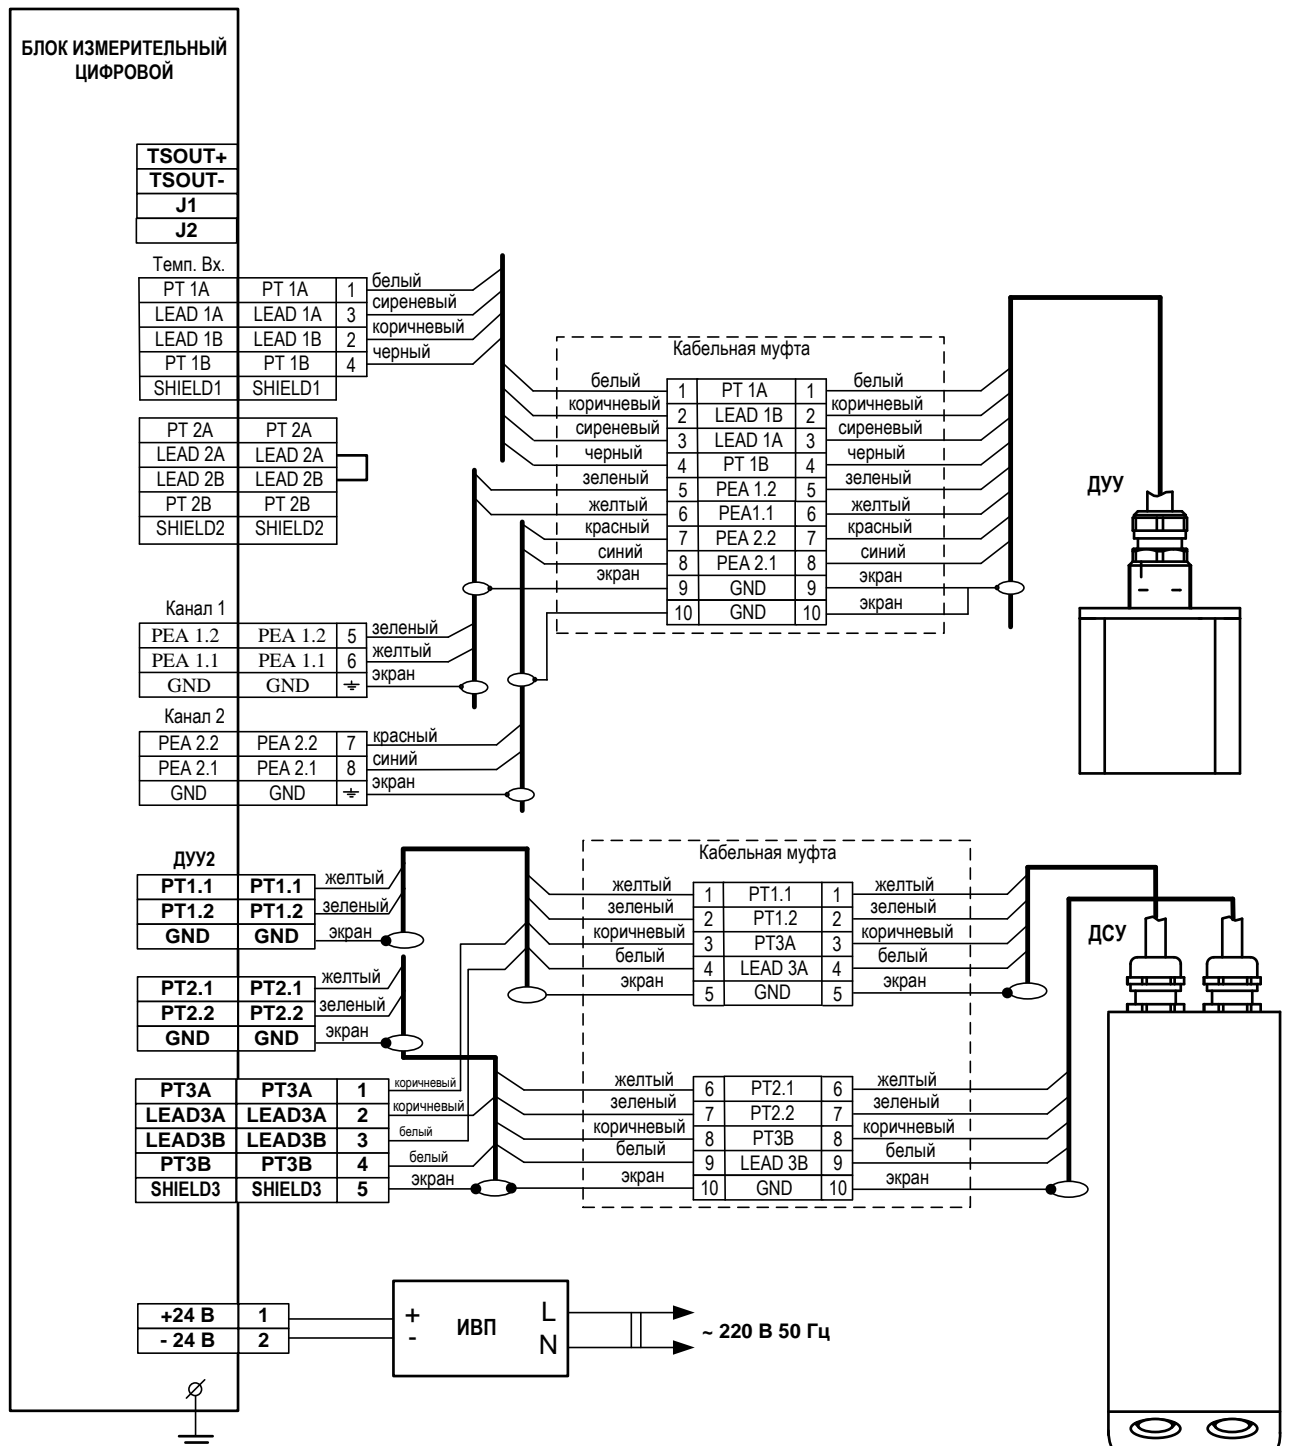 БЛОК ИЗМЕРИТЕЛЬНЫЙ
ЦИФРОВОЙ
TSOUT+
TSOUT-
J1
J2
Темп. Вх.
PT 1A PT 1A 1 белый
LEAD 1A LEAD 1A 3 сиреневый
LEAD 1B LEAD 1B 2 коричневый
PT 1B PT 1B 4 черный
SHIELD1 SHIELD1
PT 2A PT 2A
LEAD 2A LEAD 2A
LEAD 2B LEAD 2B
PT 2B PT 2B
SHIELD2 SHIELD2
Канал 1
PEA 1.2 PEA 1.2 5 зеленый
PEA 1.1 PEA 1.1 6 желтый
GND GND экран
Канал 2
PEA 2.2 PEA 2.2 7 красный
PEA 2.1 PEA 2.1 8 синий
GND GND экран
Кабельная муфта
белый 1 PT 1A 1 белый
коричневый 2 LEAD 1B 2 коричневый
сиреневый 3 LEAD 1A 3 сиреневый
черный 4 PT 1B 4 черный
зеленый 5 PEA 1.2 5 зеленый
желтый 6 PEA1.1 6 желтый
красный 7 PEA 2.2 7 красный
синий 8 PEA 2.1 8 синий
экран 9 GND 9 экран
10 GND 10 экран
ДУУ
ДУУ2
PT1.1 PT1.1 желтый
PT1.2 PT1.2 зеленый
GND GND экран
PT2.1 PT2.1 желтый
PT2.2 PT2.2 зеленый
GND GND экран
PT3A PT3A 1 коричневый
LEAD3A LEAD3A 2 коричневый
LEAD3B LEAD3B 3 белый
PT3B PT3B 4 белый
SHIELD3 SHIELD3 5 экран
Кабельная муфта
желтый 1 PT1.1 1 желтый
зеленый 2 PT1.2 2 зеленый
коричневый 3 PT3A 3 коричневый
белый 4 LEAD 3A 4 белый
экран 5 GND 5 экран
желтый 6 PT2.1 6 желтый
зеленый 7 PT2.2 7 зеленый
коричневый 8 PT3B 8 коричневый
белый 9 LEAD 3B 9 белый
экран 10 GND 10 экран
ДСУ
+24 В 1
- 24 В 2
+ L
ИВП
- N
~ 220 В 50 Гц